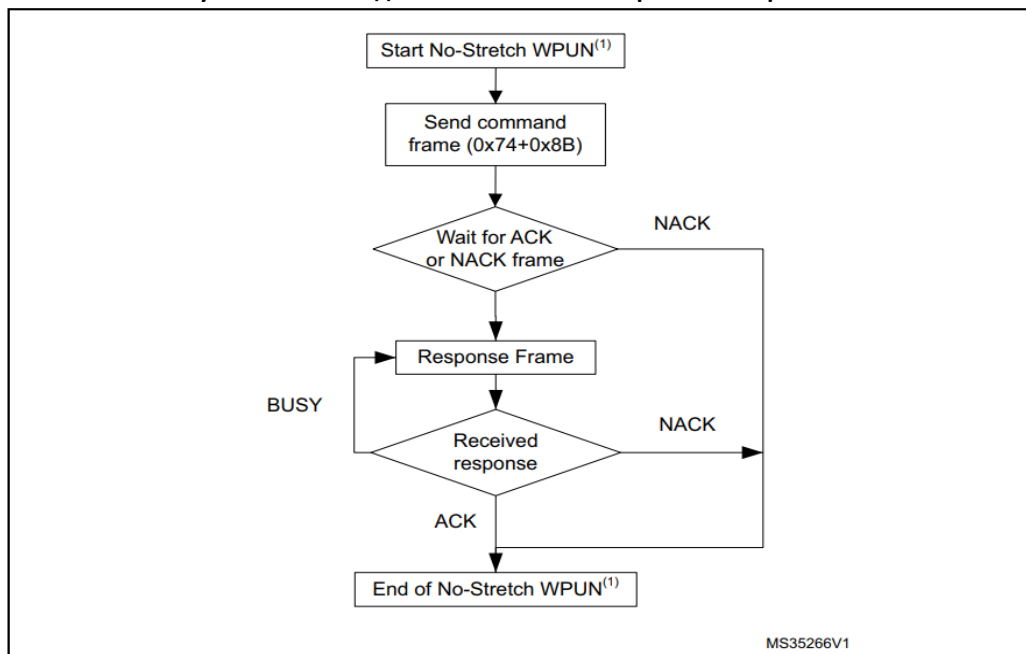 Start No-Stretch WPUN(1)
Send command
frame (0x74+0x8B)
NACK
Wait for ACK
or NACK frame
Response Frame
BUSY
NACK
Received
response
ACK
End of No-Stretch WPUN(1)
MS35266V1